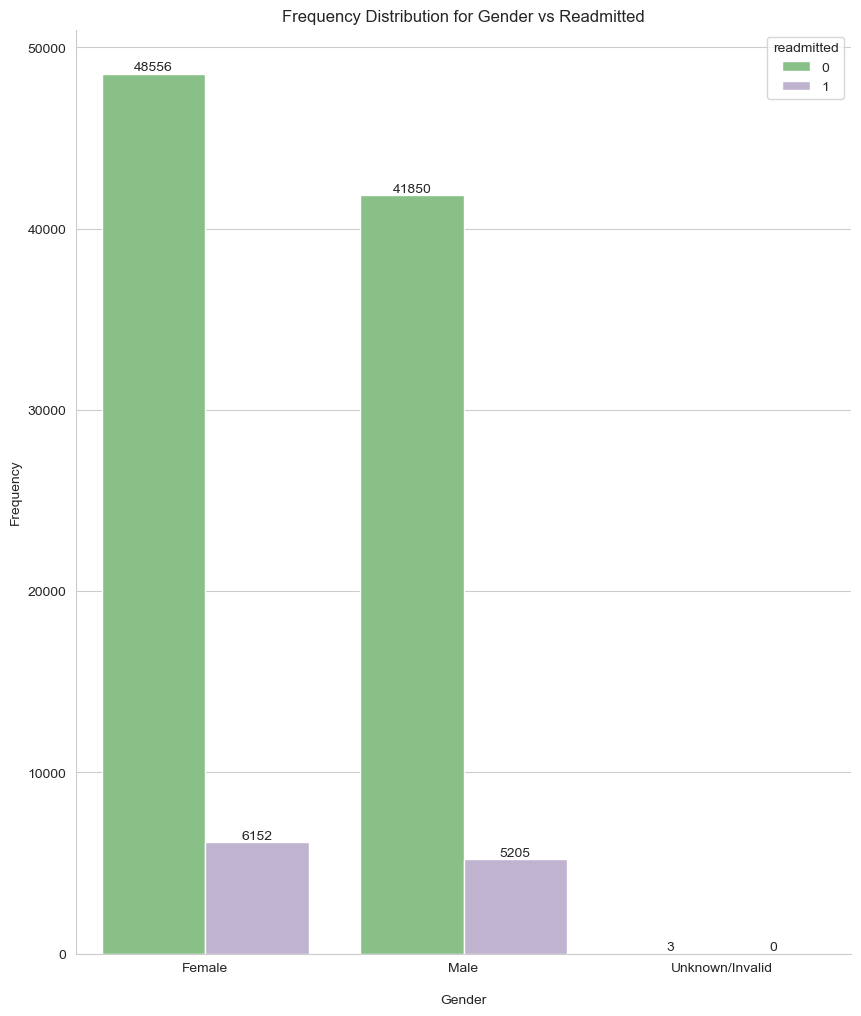 Frequency Distribution for Gender vs Readmitted
readmitted
0
1
50000
40000
30000
20000
10000
0
Frequency
48556
6152
41850
5205
3
0
Female
Male
Unknown/Invalid
Gender